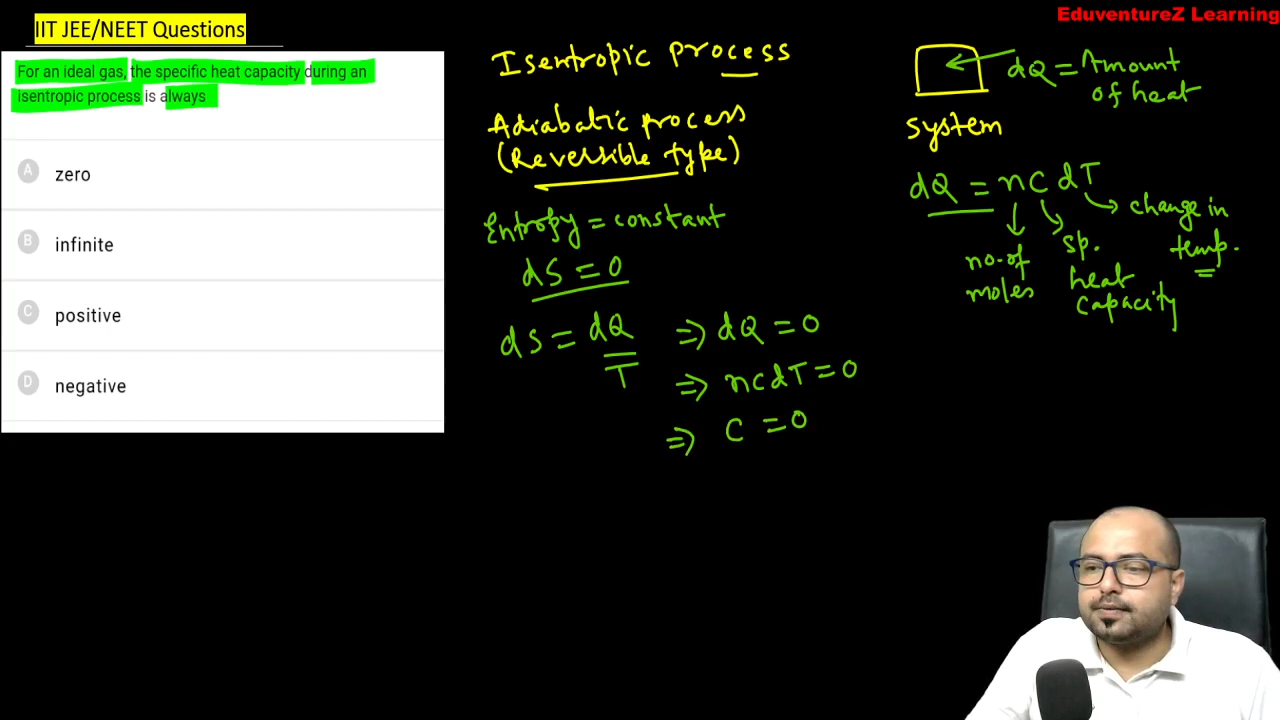 EduventureZ Learning
IIT JEE/NEET Questions
For an ideal gas, the specific heat capacity during an
isentropic process is always
A zero
B infinite
C positive
D negative
Isentropic process
Adiabatic process
(Reversible type)
Entropy = constant
dS = 0
dS = dQ
T
⇒ dQ = 0
⇒ nCdT = 0
⇒ C = 0
dQ = Amount
of heat
system
dQ = nCdT
no. of
moles
sp.
heat
capacity
change in
temp.